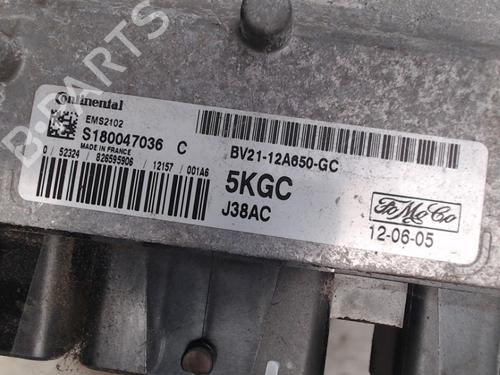 B-PARTS
Continental
EMS2102
S180047036 C
MADE IN FRANCE
0 / 52324 / 826595906 / 12157 / 001A6
BV21-12A650-GC
5KGC
J38AC
FoMoCo
12-06-05